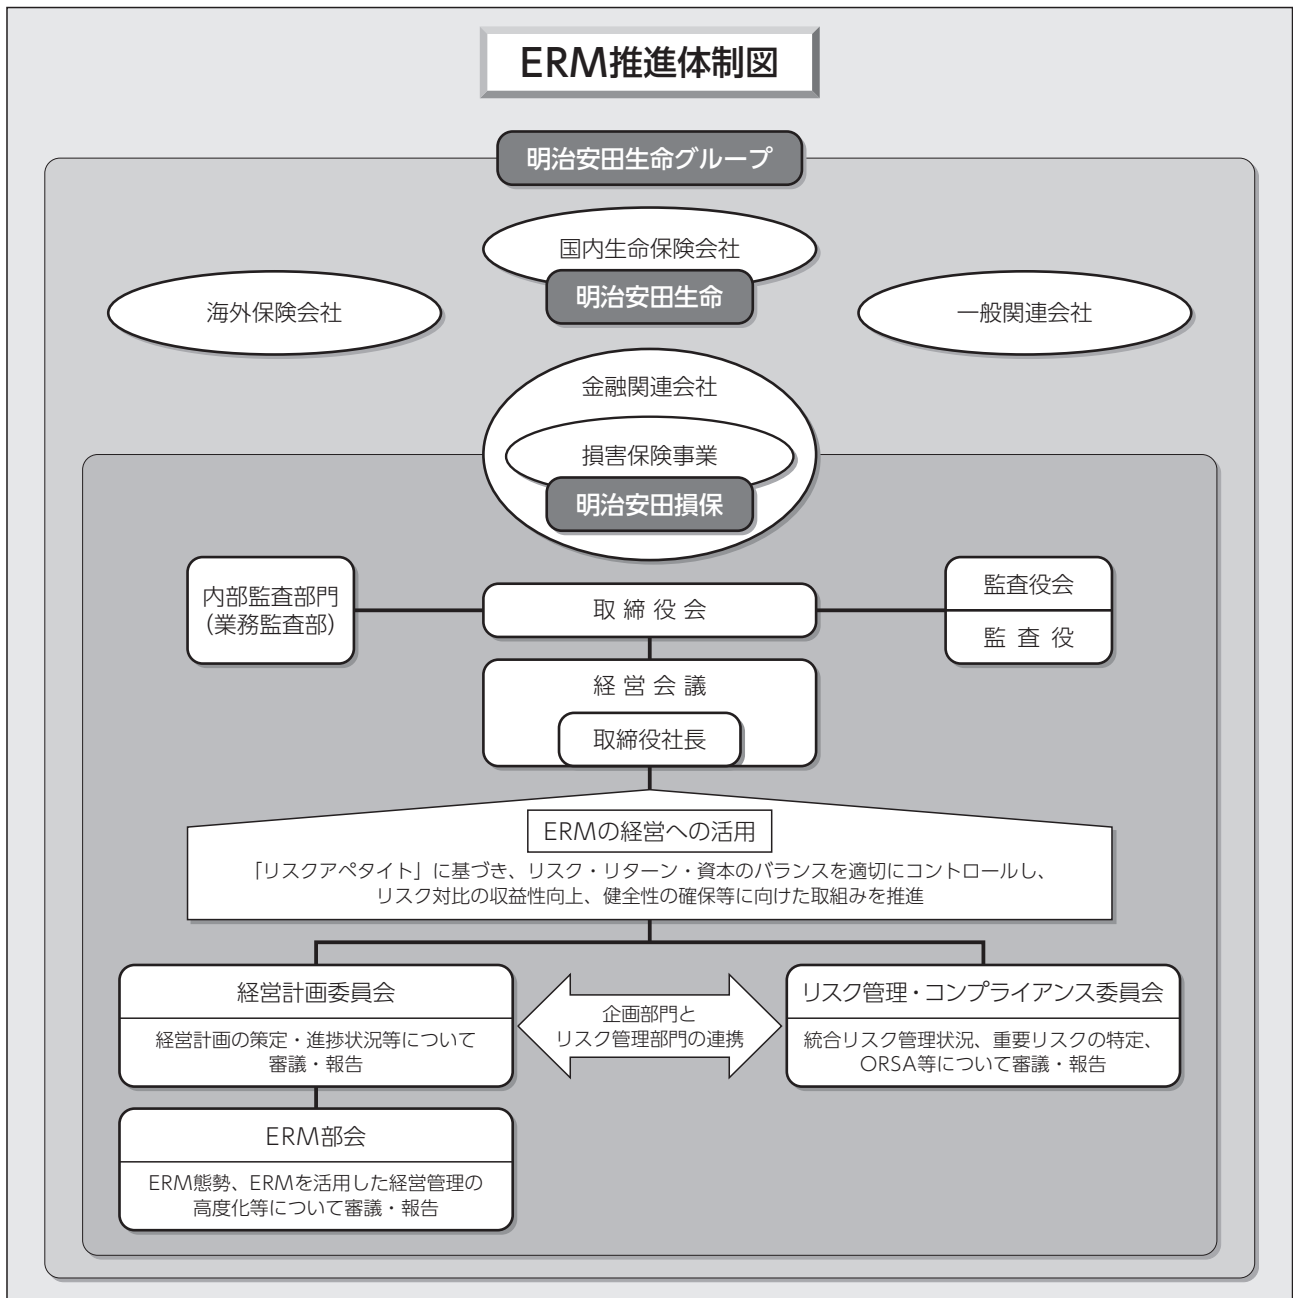 ERM推進体制図
明治安田生命グループ
国内生命保険会社
明治安田生命
海外保険会社
一般関連会社
金融関連会社
損害保険事業
明治安田損保
内部監査部門
（業務監査部）
取締役会
監査役会
監査役
経営会議
取締役社長
ERMの経営への活用
「リスクアペタイト」に基づき、リスク・リターン・資本のバランスを適切にコントロールし、
リスク対比の収益性向上、健全性の確保等に向けた取組みを推進
経営計画委員会
経営計画の策定・進捗状況等について
審議・報告
企画部門と
リスク管理部門の連携
リスク管理・コンプライアンス委員会
統合リスク管理状況、重要リスクの特定、
ORSA等について審議・報告
ERM部会
ERM態勢、ERMを活用した経営管理の
高度化等について審議・報告